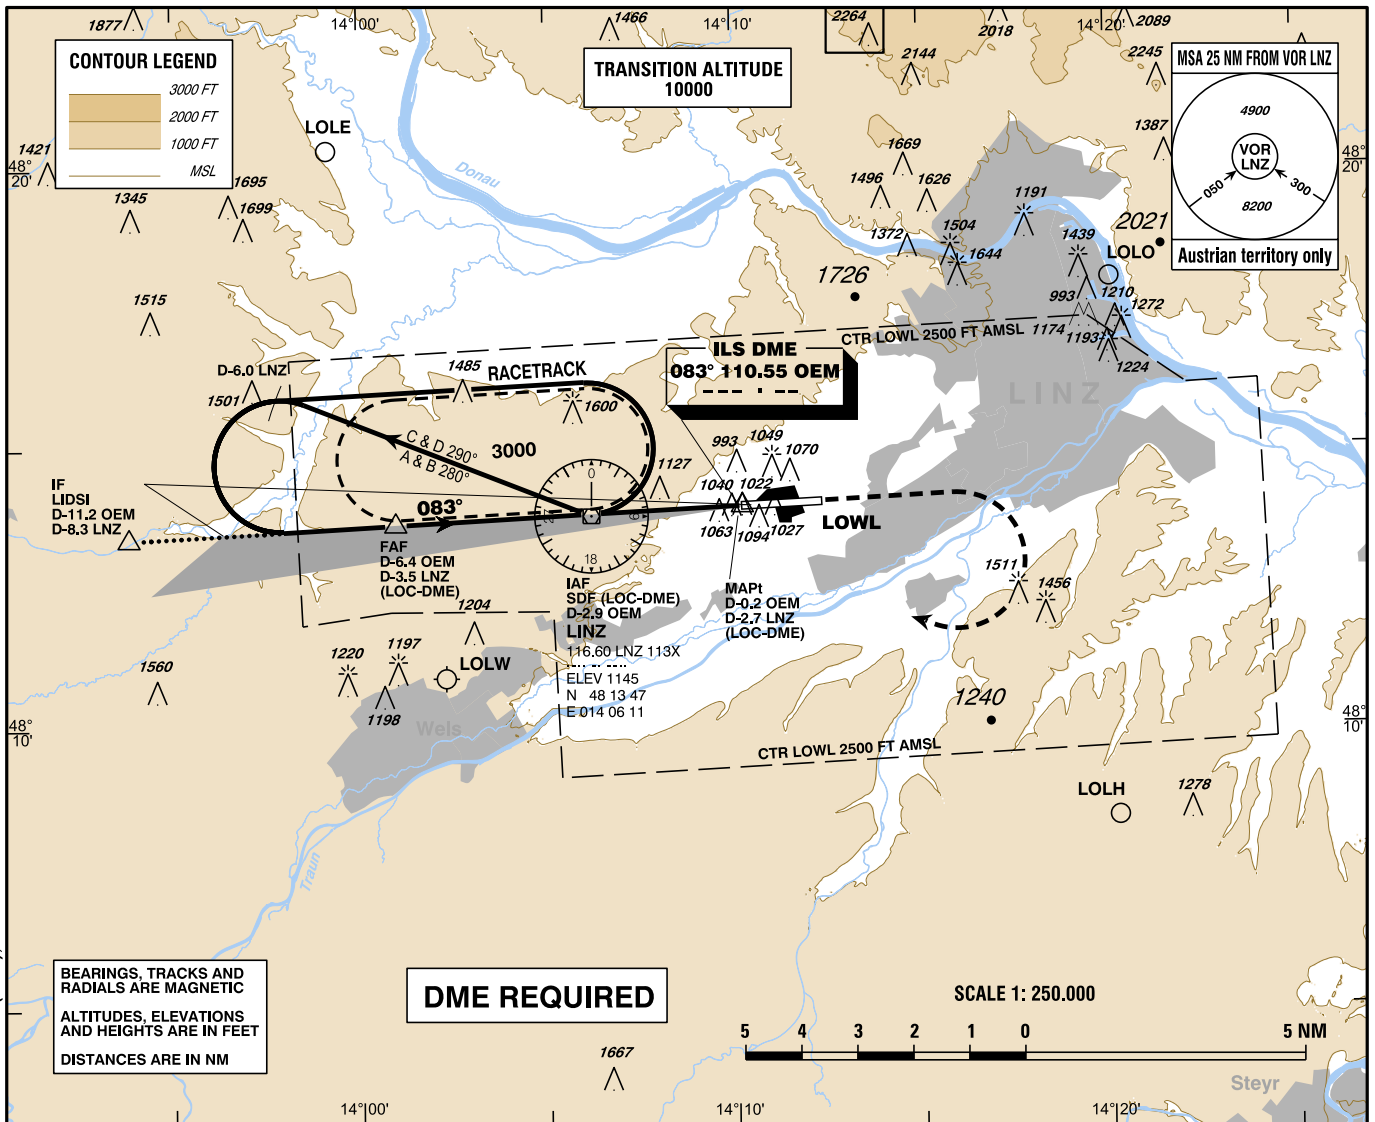 14°00'
14°10'
14°20'
1877
1466
2264
2018
2089
2144
2245
CONTOUR LEGEND
3000 FT
2000 FT
1000 FT
MSL
TRANSITION ALTITUDE
10000
MSA 25 NM FROM VOR LNZ
4900
VOR
LNZ
050
300
8200
Austrian territory only
LOLE
1387
1421
48°
20'
48°
20'
1669
Donau
1345
1695
1496
1626
1191
1699
1504
2021
1372
1439
1644
LOLO
1726
1515
993
1210
1272
1174
CTR LOWL 2500 FT AMSL
1193
1224
ILS DME
083° 110.55 OEM
D-6.0 LNZ
1485
RACETRACK
1501
1600
LINZ
C & D 290°
A & B 280°
3000
993
1049
1070
1127
IF
LIDSI
D-11.2 OEM
D-8.3 LNZ
083°
0
6
18
1040
1022
1063
1094
1027
LOWL
FAF
D-6.4 OEM
D-3.5 LNZ
(LOC-DME)
IAF
SDF (LOC-DME)
D-2.9 OEM
LINZ
116.60 LNZ 113X
ELEV 1145
N 48 13 47
E 014 06 11
MAPt
D-0.2 OEM
D-2.7 LNZ
(LOC-DME)
1511
1456
1204
1220
1197
1560
LOLW
1198
Wels
1240
48°
10'
48°
10'
CTR LOWL 2500 FT AMSL
LOLH
1278
Traun
BEARINGS, TRACKS AND
RADIALS ARE MAGNETIC
ALTITUDES, ELEVATIONS
AND HEIGHTS ARE IN FEET
DISTANCES ARE IN NM
DME REQUIRED
SCALE 1: 250.000
5 4 3 2 1 0 5 NM
1667
Steyr
14°00'
14°10'
14°20'